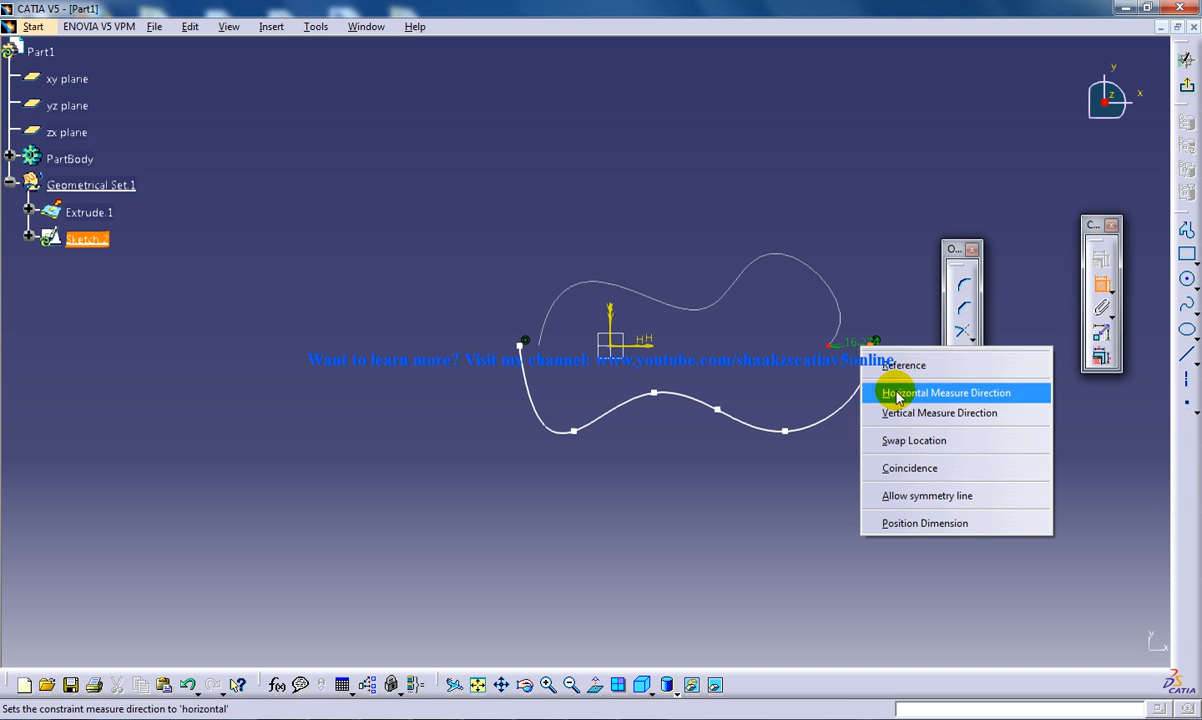 CATIA V5 - [Part1]
Start ENOVIA V5 VPM File Edit View Insert Tools Window Help
Part1
xy plane
yz plane
zx plane
PartBody
Geometrical Set.1
Extrude.1
Sketch.2
y
x
z
O...
C...
H H
Want to learn more? Visit my channel: www.youtube.com/shaakzscatiav5online
Reference
Horizontal Measure Direction
Vertical Measure Direction
Swap Location
Coincidence
Allow symmetry line
Position Dimension
y
x
f(x)
CATIA
Sets the constraint measure direction to 'horizontal'